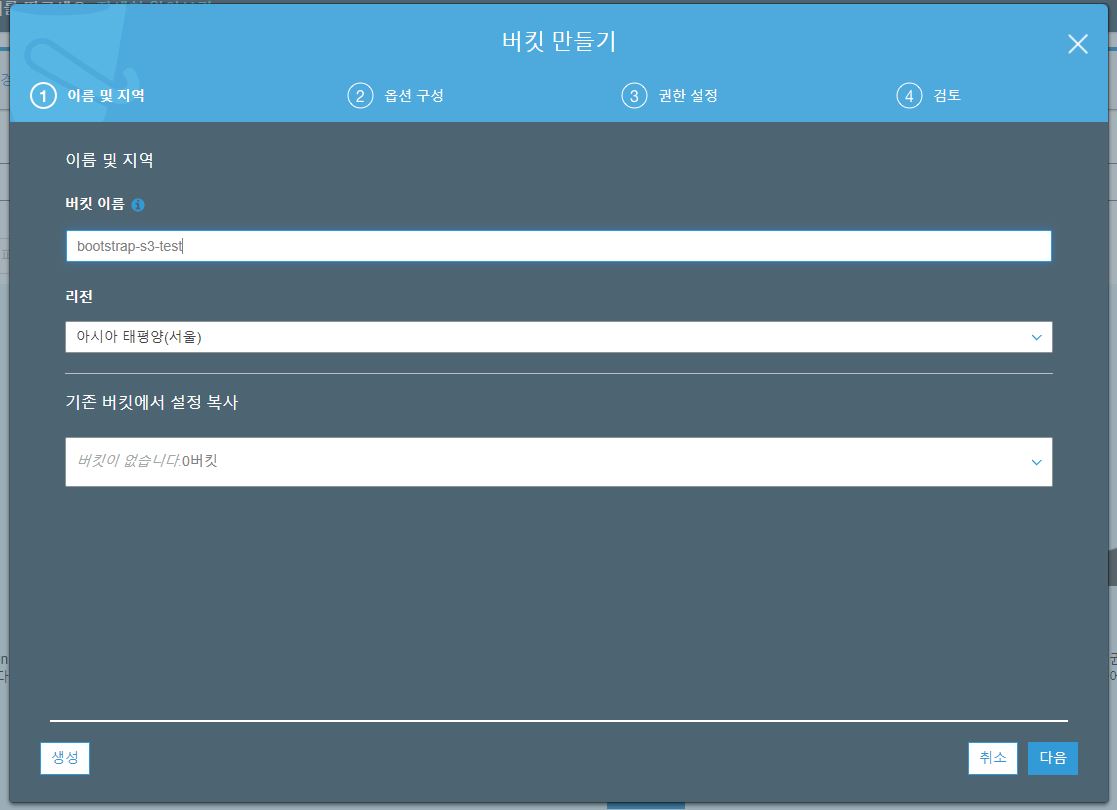 버킷 만들기
1 이름 및 지역
2 옵션 구성
3 권한 설정
4 검토
이름 및 지역
버킷 이름
bootstrap-s3-test
리전
아시아 태평양(서울)
기존 버킷에서 설정 복사
버킷이 없습니다.0버킷
생성
취소
다음